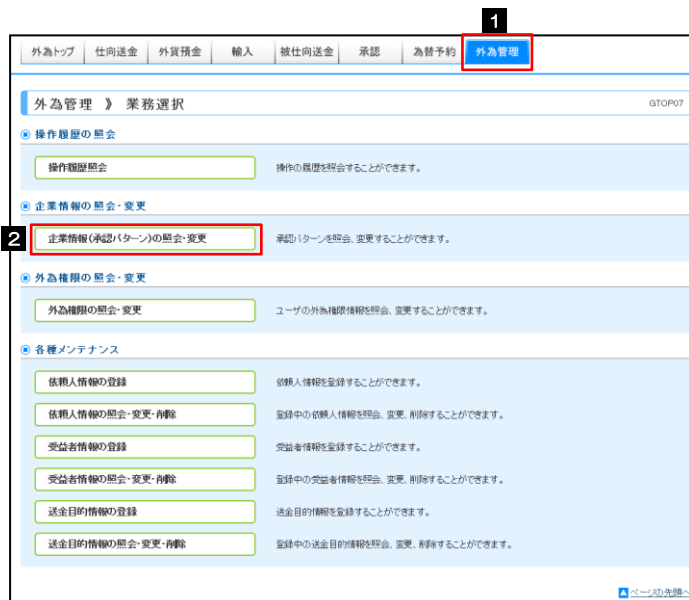 1
外為トップ 仕向送金 外貨預金 輸入 被仕向送金 承認 為替予約 外為管理
外為管理 》 業務選択 GTOP07
操作履歴の照会
操作履歴照会 操作の履歴を照会することができます。
企業情報の照会・変更
2 企業情報(承認パターン)の照会・変更 承認パターンを照会、変更することができます。
外為権限の照会・変更
外為権限の照会・変更 ユーザの外為権限情報を照会、変更することができます。
各種メンテナンス
依頼人情報の登録 依頼人情報を登録することができます。
依頼人情報の照会・変更・削除 登録中の依頼人情報を照会、変更、削除することができます。
受益者情報の登録 受益者情報を登録することができます。
受益者情報の照会・変更・削除 登録中の受益者情報を照会、変更、削除することができます。
送金目的情報の登録 送金目的情報を登録することができます。
送金目的情報の照会・変更・削除 登録中の送金目的情報を照会、変更、削除することができます。
ページの先頭へ